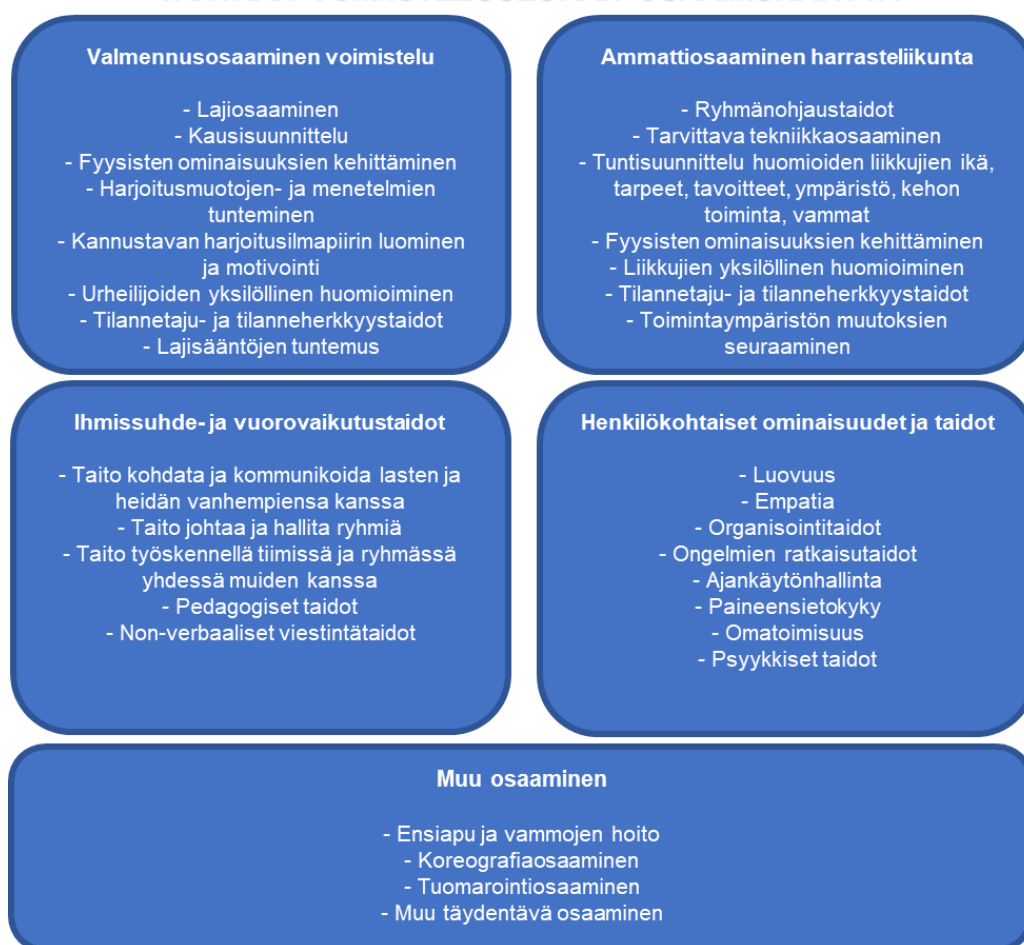 Valmennusosaaminen voimistelu
- Lajiosaaminen
- Kausisuunnittelu
- Fyysisten ominaisuuksien kehittäminen
- Harjoitusmuotojen- ja menetelmien
tunteminen
- Kannustavan harjoitusilmapiirin luominen
ja motivointi
- Urheilijoiden yksilöllinen huomioiminen
- Tilannetaju- ja tilanneherkkyystaidot
- Lajisääntöjen tuntemus
Ammattiosaaminen harrasteliikunta
- Ryhmänohjaustaidot
- Tarvittava tekniikkaosaaminen
- Tuntisuunnittelu huomioiden liikkujien ikä,
tarpeet, tavoitteet, ympäristö, kehon
toiminta, vammat
- Fyysisten ominaisuuksien kehittäminen
- Liikkujien yksilöllinen huomioiminen
- Tilannetaju- ja tilanneherkkyystaidot
- Toimintaympäristön muutoksien
seuraaminen
Ihmissuhde- ja vuorovaikutustaidot
- Taito kohdata ja kommunikoida lasten ja
heidän vanhempiensa kanssa
- Taito johtaa ja hallita ryhmiä
- Taito työskennellä tiimissä ja ryhmässä
yhdessä muiden kanssa
- Pedagogiset taidot
- Non-verbaaliset viestintätaidot
Henkilökohtaiset ominaisuudet ja taidot
- Luovuus
- Empatia
- Organisointitaidot
- Ongelmien ratkaisutaidot
- Ajankäytönhallinta
- Paineensietokyky
- Omatoimisuus
- Psyykkiset taidot
Muu osaaminen
- Ensiapu ja vammojen hoito
- Koreografiaosaaminen
- Tuomarointiosaaminen
- Muu täydentävä osaaminen